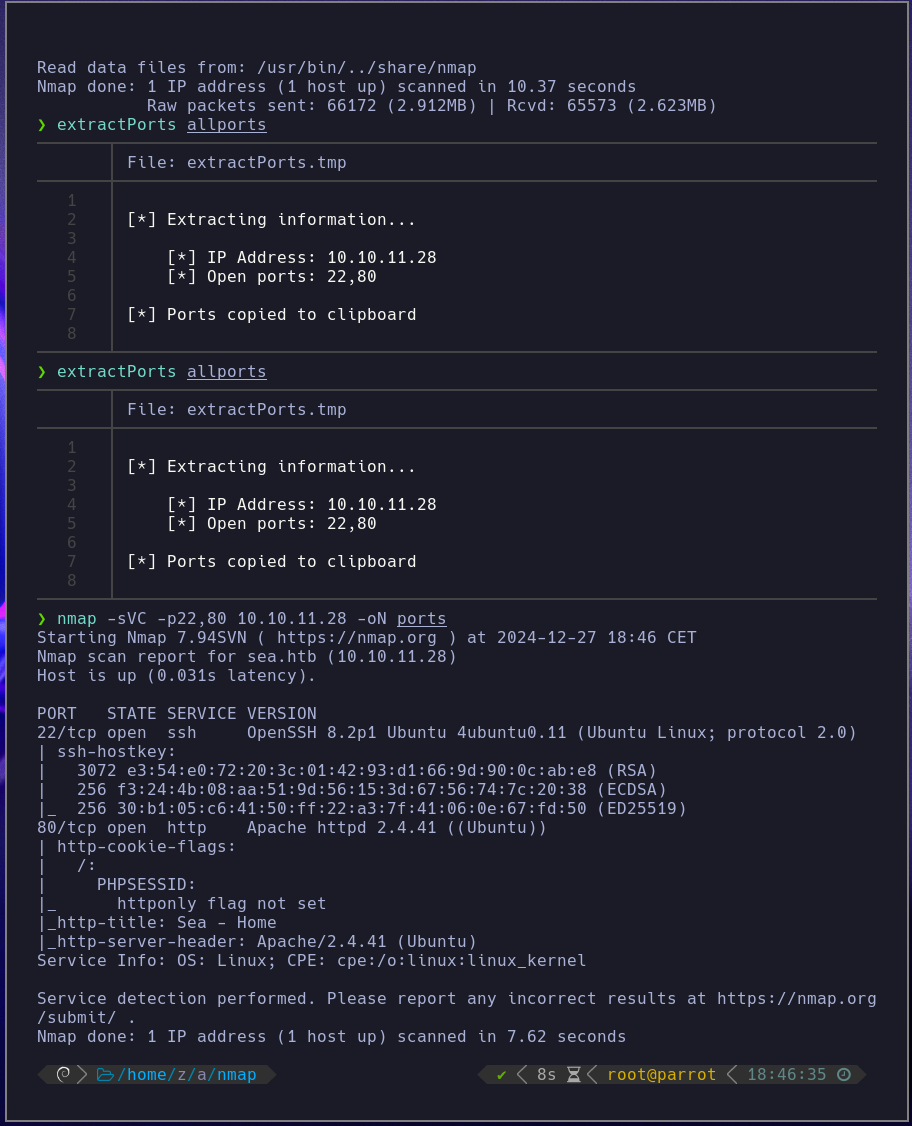 Read data files from: /usr/bin/../share/nmap
Nmap done: 1 IP address (1 host up) scanned in 10.37 seconds
           Raw packets sent: 66172 (2.912MB) | Rcvd: 65573 (2.623MB)
❯ extractPorts allports
File: extractPorts.tmp
1
2 [*] Extracting information...
3
4     [*] IP Address: 10.10.11.28
5     [*] Open ports: 22,80
6
7 [*] Ports copied to clipboard
8
❯ extractPorts allports
File: extractPorts.tmp
1
2 [*] Extracting information...
3
4     [*] IP Address: 10.10.11.28
5     [*] Open ports: 22,80
6
7 [*] Ports copied to clipboard
8
❯ nmap -sVC -p22,80 10.10.11.28 -oN ports
Starting Nmap 7.94SVN ( https://nmap.org ) at 2024-12-27 18:46 CET
Nmap scan report for sea.htb (10.10.11.28)
Host is up (0.031s latency).

PORT   STATE SERVICE VERSION
22/tcp open  ssh     OpenSSH 8.2p1 Ubuntu 4ubuntu0.11 (Ubuntu Linux; protocol 2.0)
| ssh-hostkey:
|   3072 e3:54:e0:72:20:3c:01:42:93:d1:66:9d:90:0c:ab:e8 (RSA)
|   256 f3:24:4b:08:aa:51:9d:56:15:3d:67:56:74:7c:20:38 (ECDSA)
|_  256 30:b1:05:c6:41:50:ff:22:a3:7f:41:06:0e:67:fd:50 (ED25519)
80/tcp open  http    Apache httpd 2.4.41 ((Ubuntu))
| http-cookie-flags:
|   /:
|     PHPSESSID:
|_      httponly flag not set
|_http-title: Sea - Home
|_http-server-header: Apache/2.4.41 (Ubuntu)
Service Info: OS: Linux; CPE: cpe:/o:linux:linux_kernel

Service detection performed. Please report any incorrect results at https://nmap.org
/submit/ .
Nmap done: 1 IP address (1 host up) scanned in 7.62 seconds

/home/z/a/nmap ✔ 8s root@parrot 18:46:35